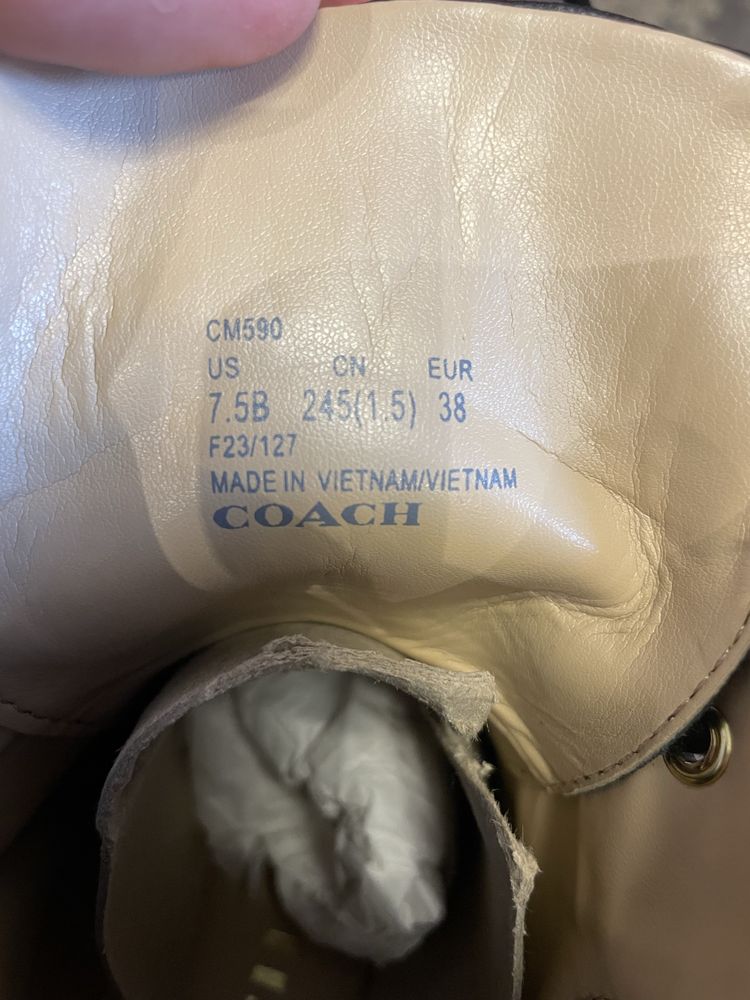 CM590
US CN EUR
7.5B 245(1.5) 38
F23/127
MADE IN VIETNAM/VIETNAM
COACH